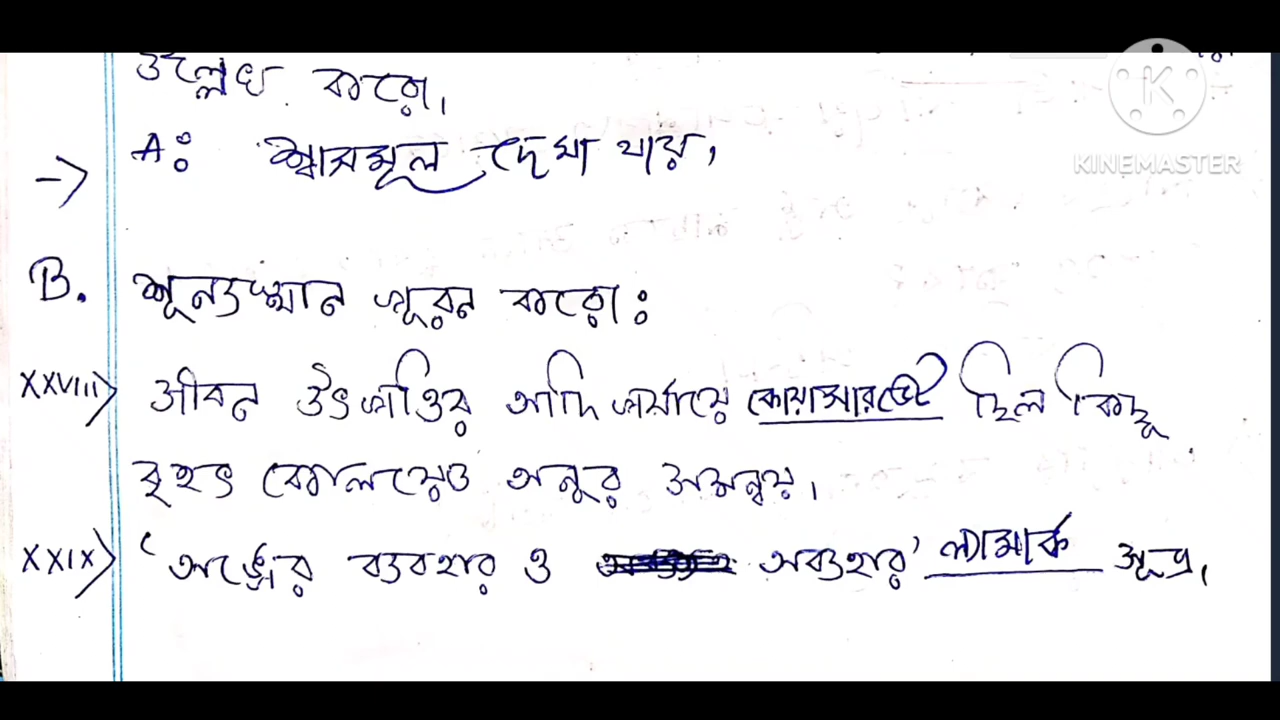 উল্লেখ করো।
KINEMASTER
A: শ্বাসমূল দেখা যায়,
B. শূন্যস্থান পূরন করো:
XXVIII) জীবন উৎপত্তির আদি পর্যায়ে কোয়াসারভেট ছিল কিছু
বৃহৎ কোলয়েড অনুর সমন্বয়।
XXIX) 'অঙ্গের ব্যবহার ও অব্যবহার' ল্যামার্ক সূত্র।